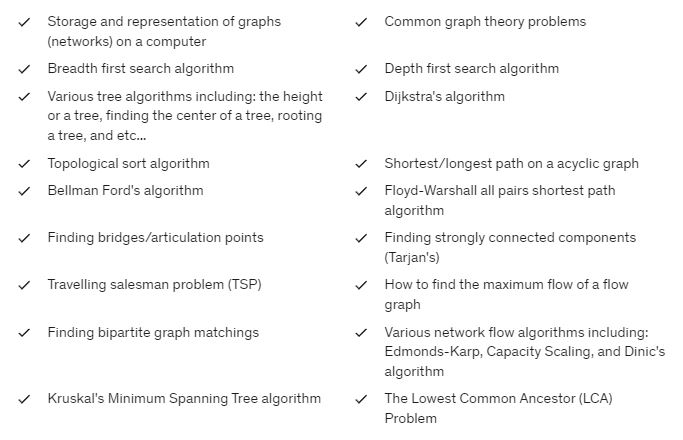 Storage and representation of graphs
(networks) on a computer
Common graph theory problems
Breadth first search algorithm
Depth first search algorithm
Various tree algorithms including: the height
or a tree, finding the center of a tree, rooting
a tree, and etc...
Dijkstra's algorithm
Topological sort algorithm
Shortest/longest path on a acyclic graph
Bellman Ford's algorithm
Floyd-Warshall all pairs shortest path
algorithm
Finding bridges/articulation points
Finding strongly connected components
(Tarjan's)
Travelling salesman problem (TSP)
How to find the maximum flow of a flow
graph
Finding bipartite graph matchings
Various network flow algorithms including:
Edmonds-Karp, Capacity Scaling, and Dinic's
algorithm
Kruskal's Minimum Spanning Tree algorithm
The Lowest Common Ancestor (LCA)
Problem